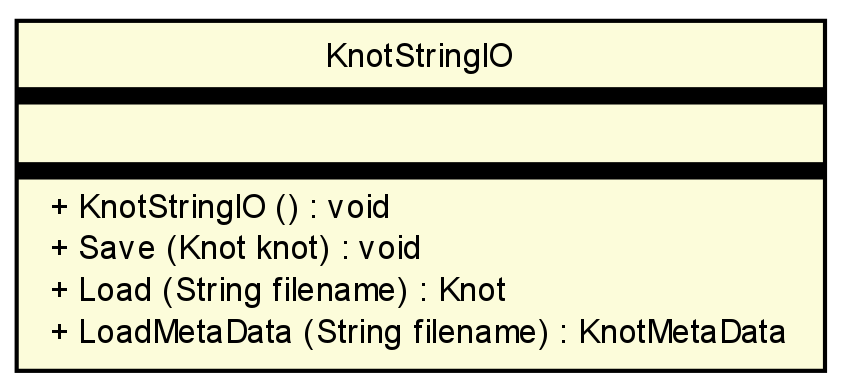 KnotStringIO
+ KnotStringIO () : void
+ Save (Knot knot) : void
+ Load (String filename) : Knot
+ LoadMetaData (String filename) : KnotMetaData